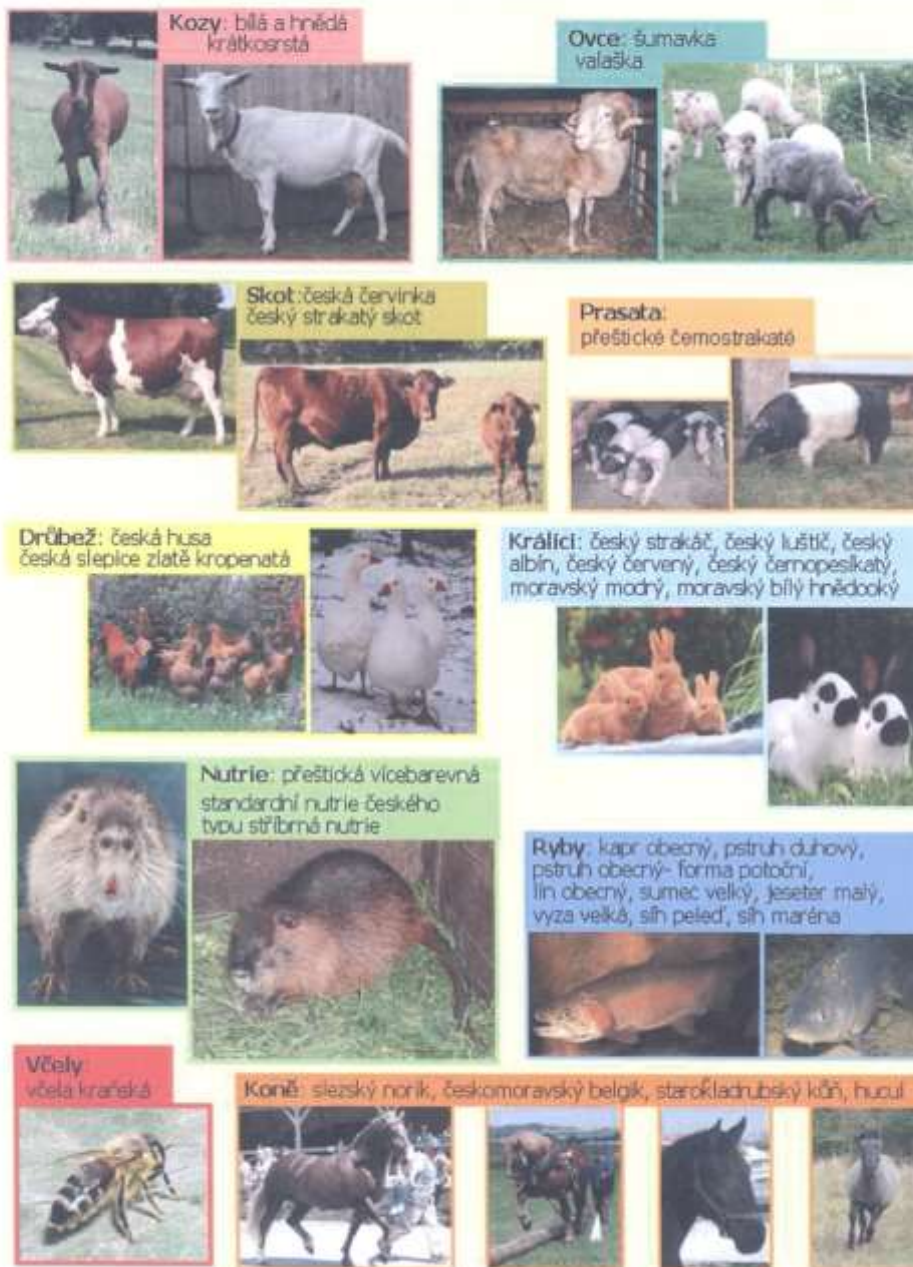 Kozy: bílá a hnědá
krátkosrstá
Ovce: šumavka
valaška
Skot: česká červinka
český strakatý skot
Prasata:
přeštické černostrakaté
Drůbež: česká husa
česká slepice zlatě kropenatá
Králíci: český strakáč, český luštič, český
albín, český červený, český černopesíkatý,
moravský modrý, moravský bílý hnědooký
Nutrie: přeštická vícebarevná
standardní nutrie českého
typu stříbrná nutrie
Ryby: kapr obecný, pstruh duhový,
pstruh obecný- forma potoční,
lín obecný, sumec velký, jeseter malý,
vyza velká, síh peleď, síh maréna
Včely:
včela kraňská
Koně: slezský norik, českomoravský belgik, starokladrubský kůň, hucul